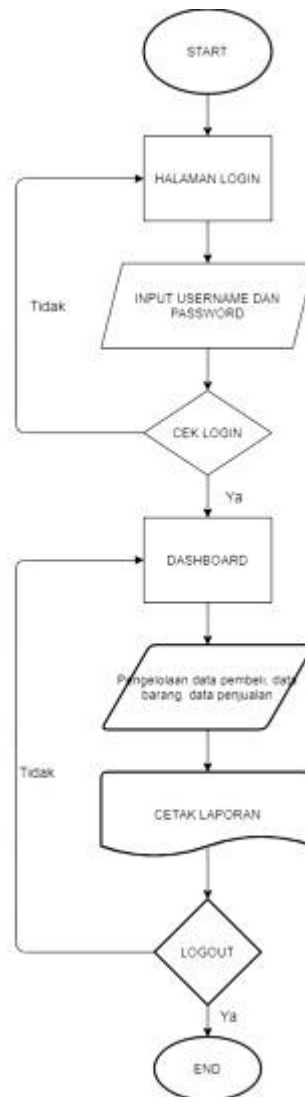 START
HALAMAN LOGIN
Tidak
INPUT USERNAME DAN
PASSWORD
CEK LOGIN
Ya
DASHBOARD
Pengelolaan data pembeli, data
barang data penjualan
Tidak
CETAK LAPORAN
LOGOUT
Ya
END